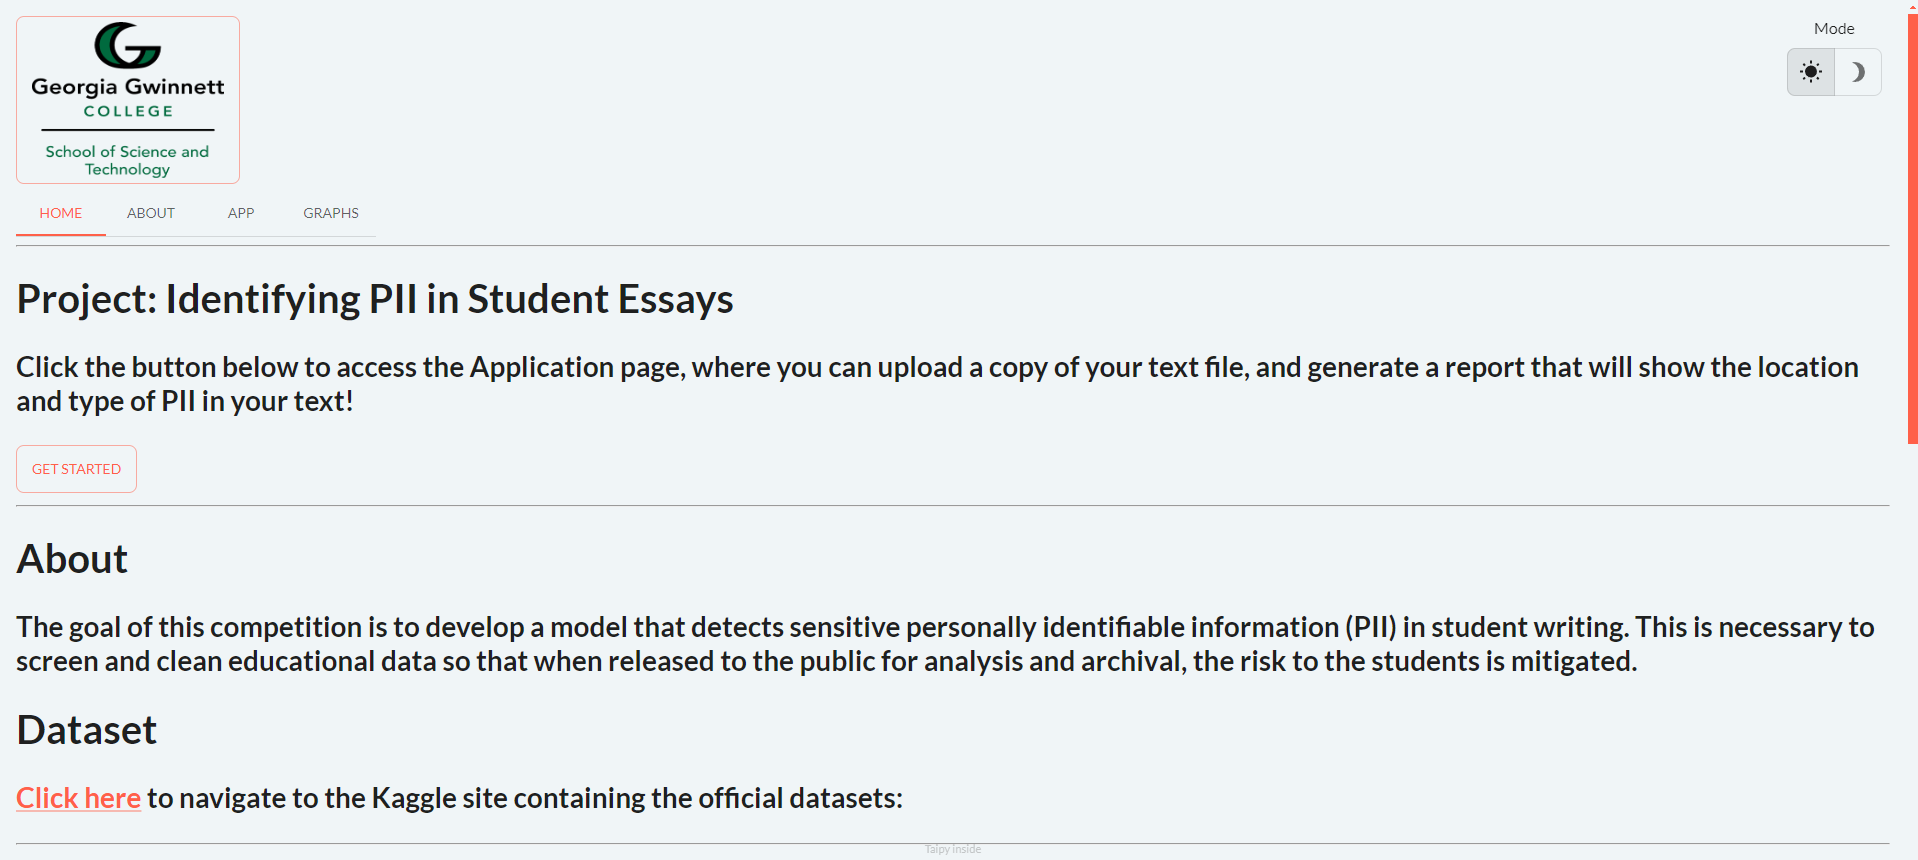 Georgia Gwinnett
COLLEGE
School of Science and
Technology
Mode
HOME ABOUT APP GRAPHS
Project: Identifying PII in Student Essays
Click the button below to access the Application page, where you can upload a copy of your text file, and generate a report that will show the location
and type of PII in your text!
GET STARTED
About
The goal of this competition is to develop a model that detects sensitive personally identifiable information (PII) in student writing. This is necessary to
screen and clean educational data so that when released to the public for analysis and archival, the risk to the students is mitigated.
Dataset
Click here to navigate to the Kaggle site containing the official datasets:
Taipy inside